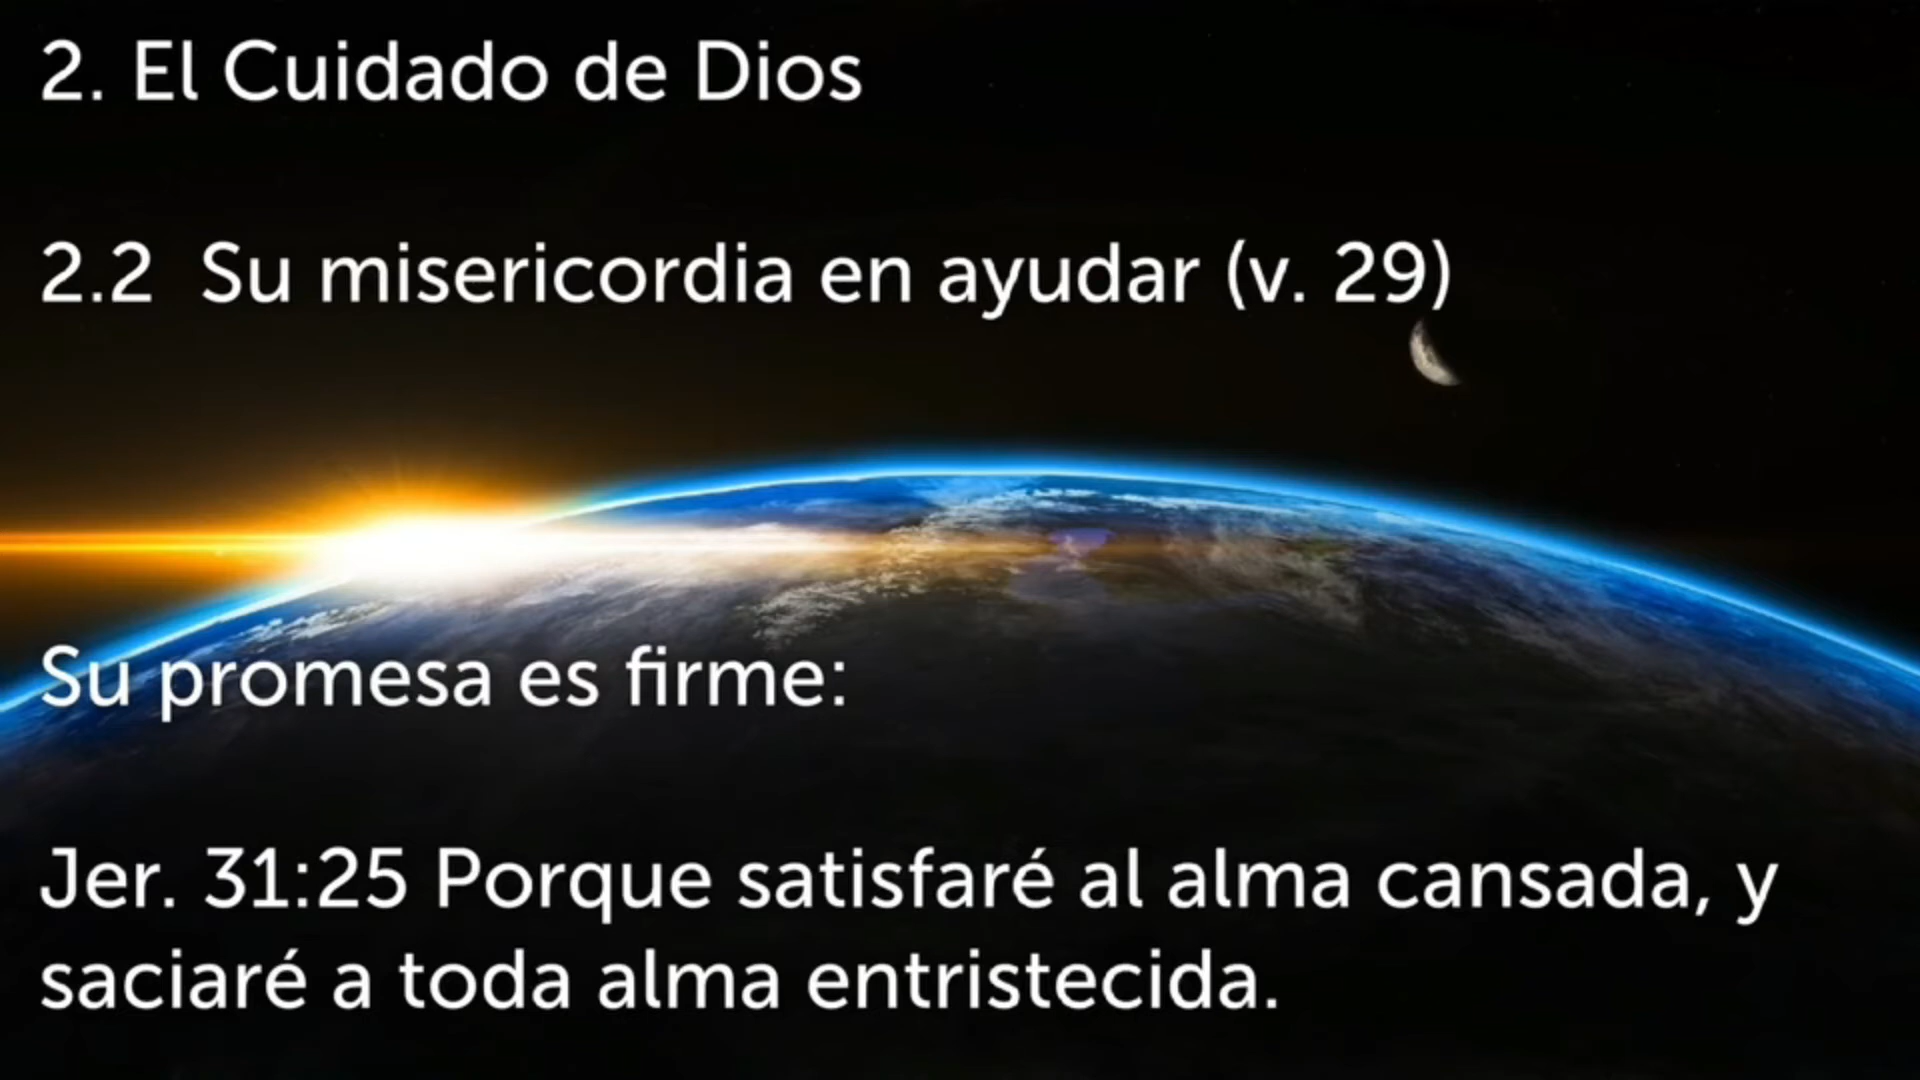 2. El Cuidado de Dios
2.2 Su misericordia en ayudar (v. 29)
Su promesa es firme:
Jer. 31:25 Porque satisfaré al alma cansada, y
saciaré a toda alma entristecida.